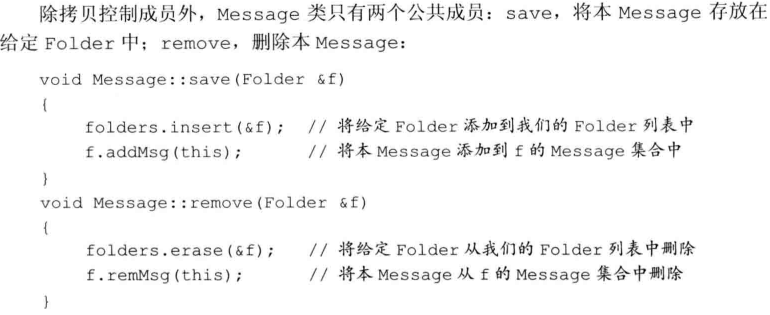 除拷贝控制成员外，Message 类只有两个公共成员：save，将本 Message 存放在
给定 Folder 中；remove，删除本 Message：
void Message::save(Folder &f)
{
    folders.insert(&f);  // 将给定 Folder 添加到我们的 Folder 列表中
    f.addMsg(this);      // 将本 Message 添加到 f 的 Message 集合中
}
void Message::remove(Folder &f)
{
    folders.erase(&f);   // 将给定 Folder 从我们的 Folder 列表中删除
    f.remMsg(this);      // 将本 Message 从 f 的 Message 集合中删除
}